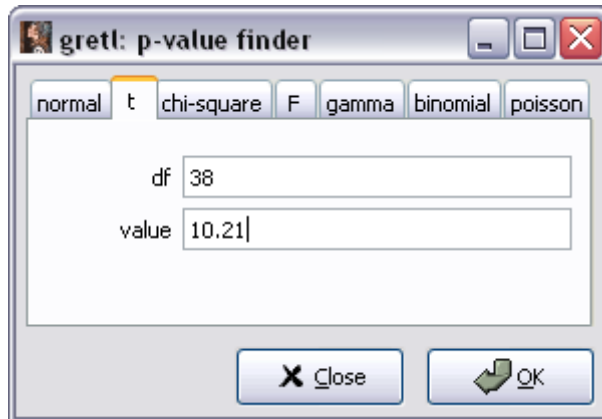 gretl: p-value finder
normal t chi-square F gamma binomial poisson
df 38
value 10.21
Close OK